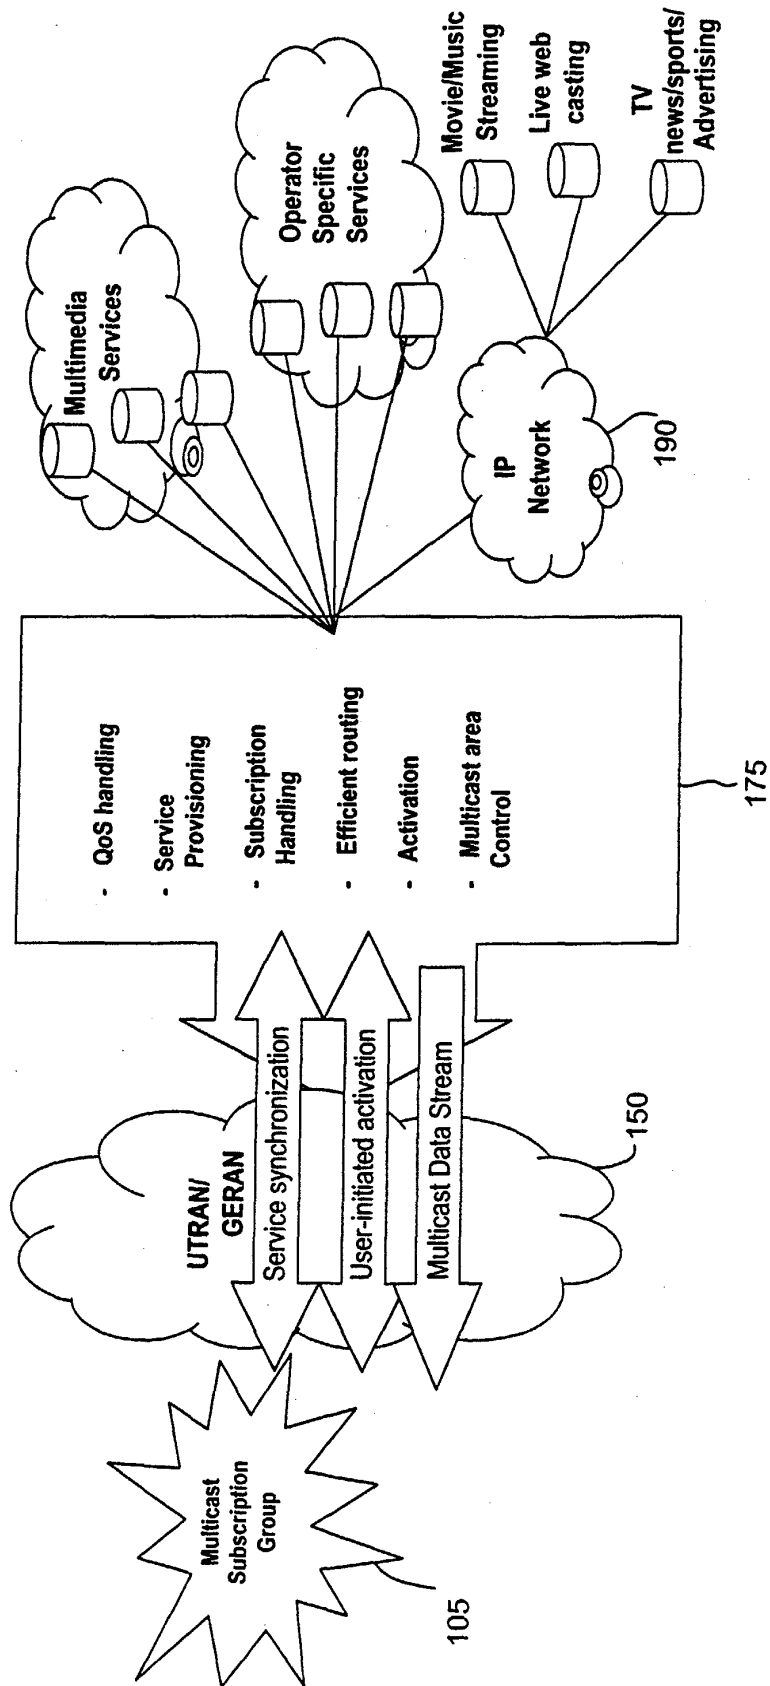 Multicast
Subscription
Group
105
UTRAN/
GERAN
Service synchronization
User-initiated activation
Multicast Data Stream
150
- QoS handling
- Service
Provisioning
- Subscription
Handling
- Efficient routing
- Activation
- Multicast area
Control
175
Multimedia
Services
Operator
Specific
Services
IP
Network
190
Movie/Music
Streaming
Live web
casting
TV
news/sports/
Advertising